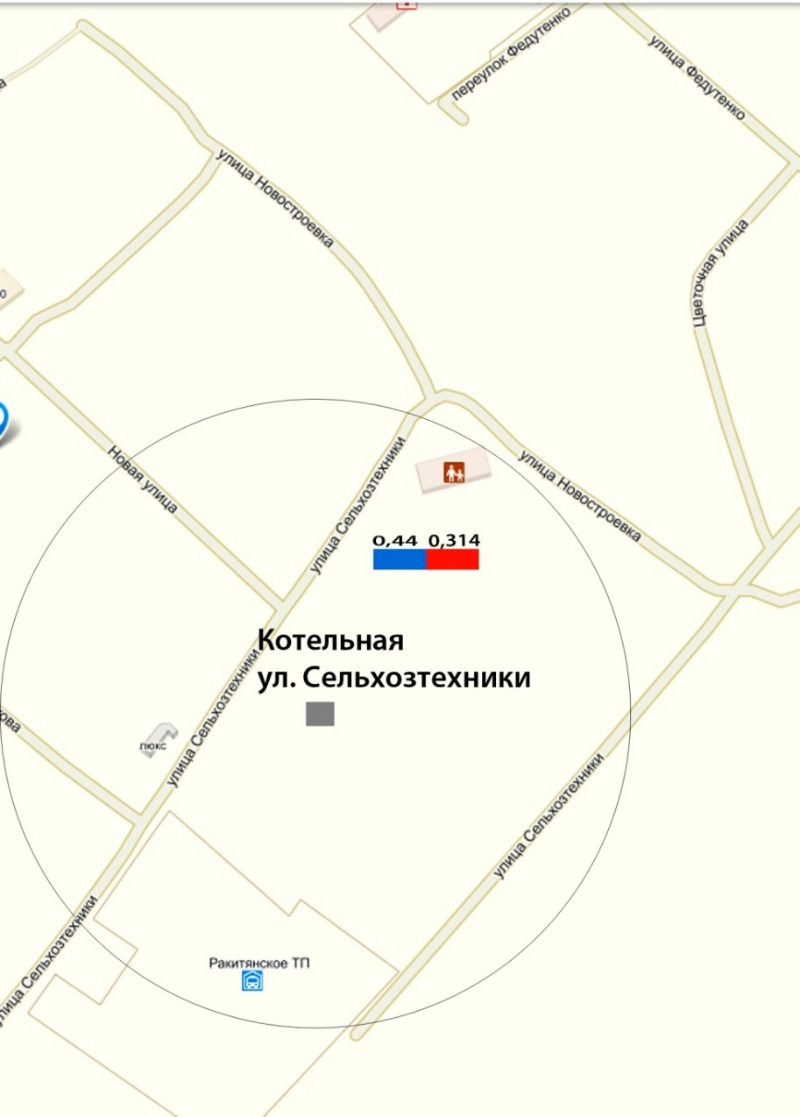 переулок Федутенко
улица Федутенко
улица Новостроевка
Цветочная улица
Новая улица
улица Сельхозтехники
улица Новостроевка
0,44 0,314
Котельная
ул. Сельхозтехники
улица Сельхозтехники
люкс
улица Сельхозтехники
улица Сельхозтехники
Ракитянское ТП